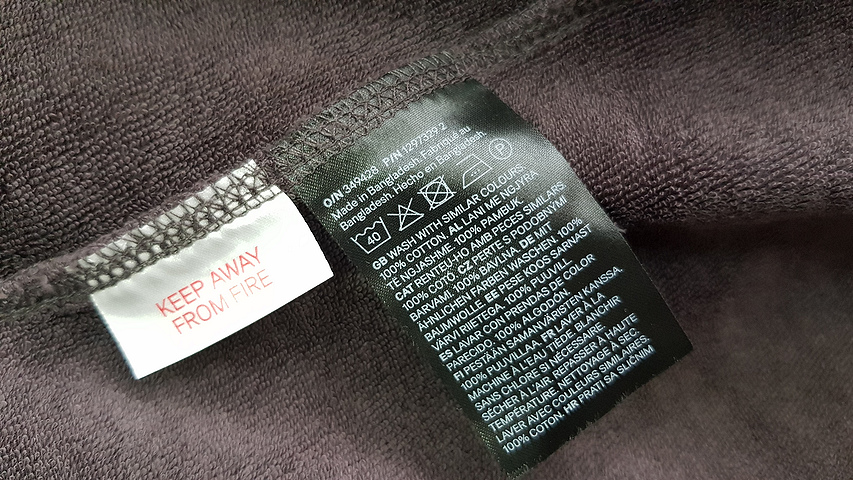 KEEP AWAY
FROM FIRE
O/N 349428 P/N 1297329-2
Made in Bangladesh. Fabriqué au
Bangladesh. Hecho en Bangladesh.
40 P
GB WASH WITH SIMILAR COLOURS.
100% COTTON. AL LANI ME NGJYRA
TË NGJASHME. 100% PAMBUK.
CAT RENTEU-HO AMB PECES SIMILARS.
100% COTÓ. CZ PERTE S PODOBNÝMI
BARVAMI. 100% BAVLNA. DE MIT
ÄHNLICHEN FARBEN WASCHEN. 100%
BAUMWOLLE. EE PESE KOOS SARNAST
VÄRVI RIETEGA. 100% PUUVILL.
ES LAVAR CON PRENDAS DE COLOR
PARECIDO. 100% ALGODÓN.
FI PESTÄÄN SAMANVÄRISTEN KANSSA.
100% PUUVILLAA. FR LAVER À LA
MACHINE À L'EAU TIÈDE. BLANCHIR
SANS CHLORE SI NÉCESSAIRE.
SÉCHER À L'AIR. REPASSER À HAUTE
TEMPÉRATURE. NETTOYAGE À SEC.
LAVER AVEC COULEURS SIMILAIRES.
100% COTON. HR PRATI SA SLIČNIM